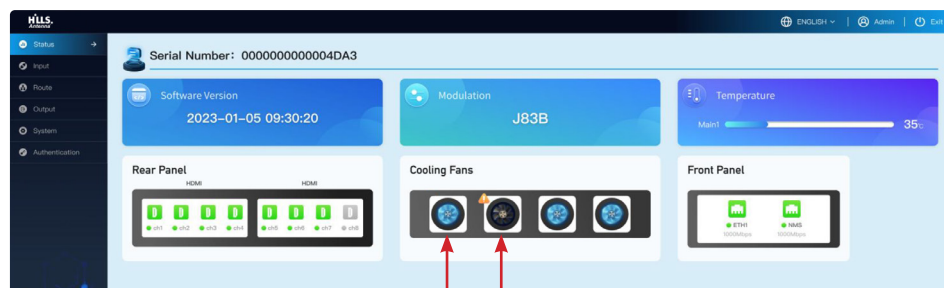 HILLS.
Antenna
ENGLISH
Admin
Exit
Status
Input
Route
Output
System
Authentication
Serial Number: 0000000000004DA3
Software Version
2023-01-05 09:30:20
Modulation
J83B
Temperature
Main1
35℃
Rear Panel
HDMI HDMI
ch1 ch2 ch3 ch4 ch5 ch6 ch7 ch8
Cooling Fans
Front Panel
ETH1 NMS
1000Mbps 1000Mbps